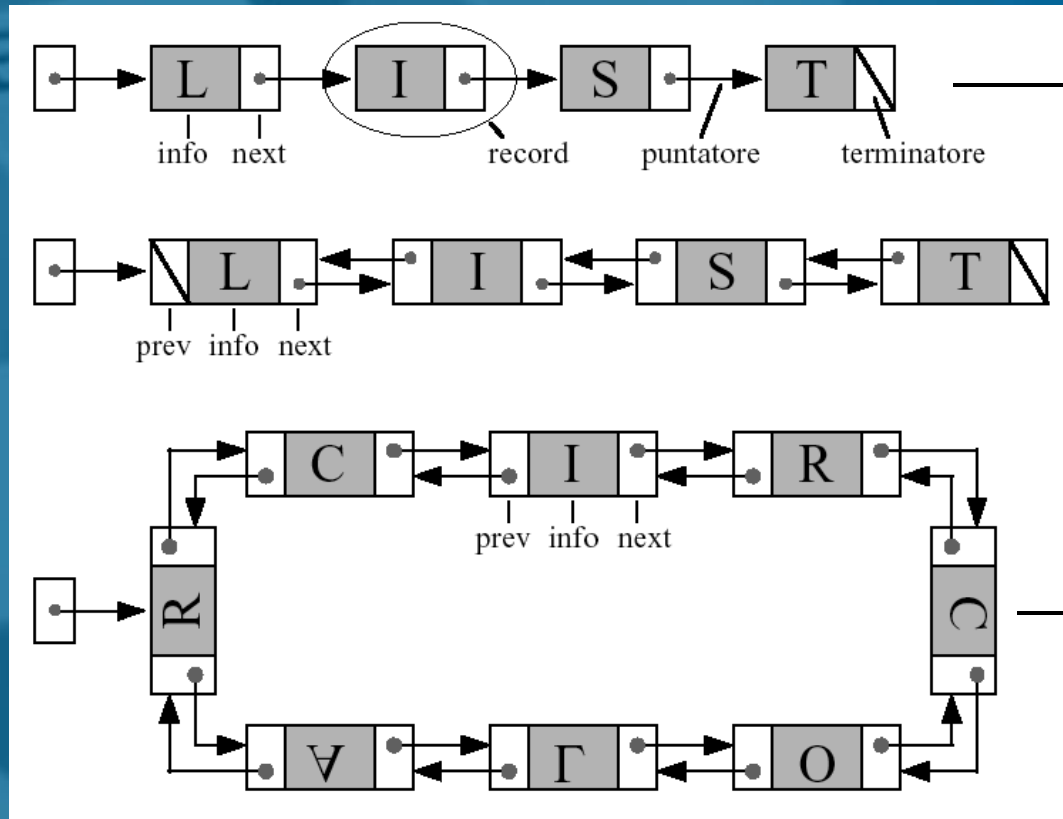 L I S T
info next record puntatore terminatore
L I S T
prev info next
C I R
prev info next
R C
A L O